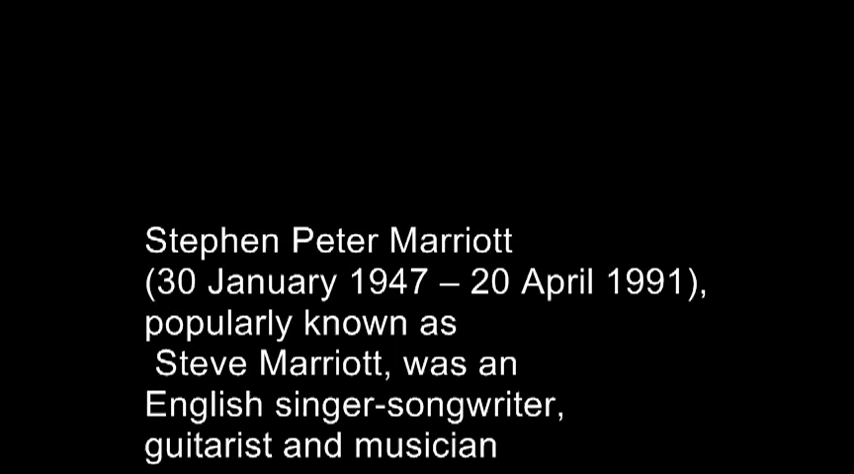 Stephen Peter Marriott
(30 January 1947 – 20 April 1991),
popularly known as
Steve Marriott, was an
English singer-songwriter,
guitarist and musician